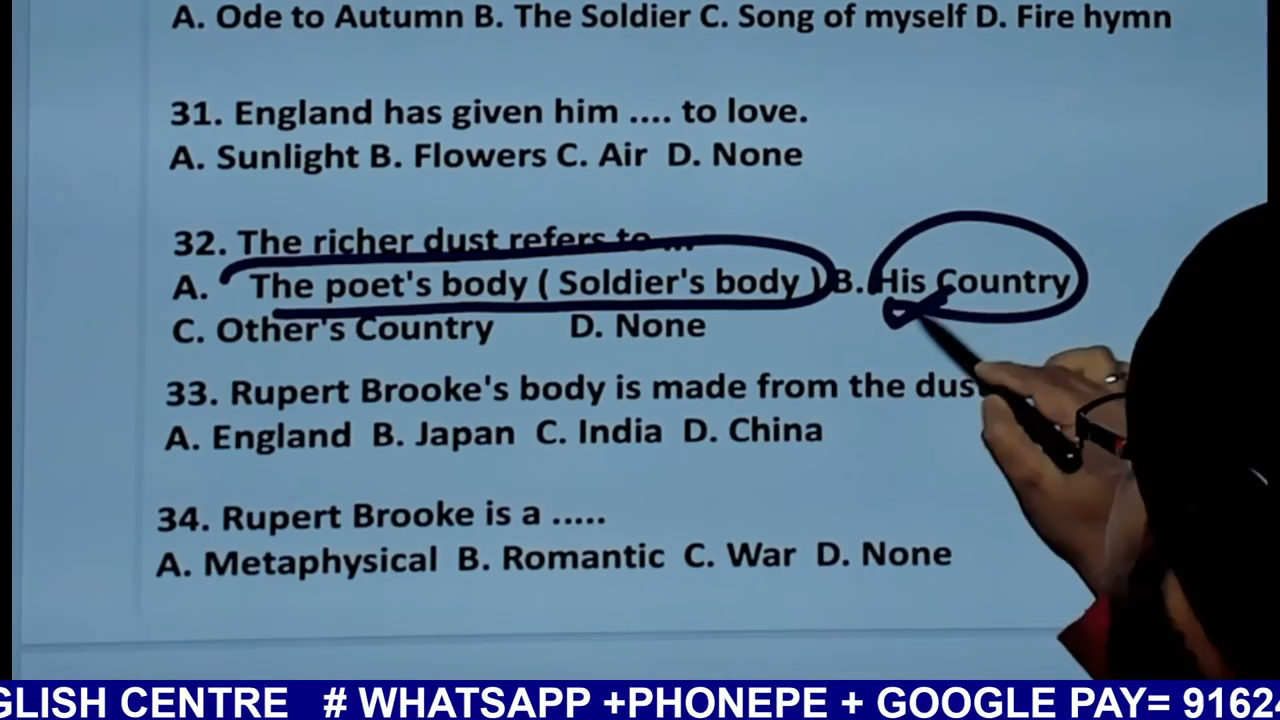 A. Ode to Autumn B. The Soldier C. Song of myself D. Fire hymn
31. England has given him .... to love.
A. Sunlight B. Flowers C. Air D. None
32. The richer dust refers to ...
A. The poet's body ( Soldier's body ) B. His Country
C. Other's Country D. None
33. Rupert Brooke's body is made from the
A. England B. Japan C. India D. China
34. Rupert Brooke is a .....
A. Metaphysical B. Romantic C. War D. None
CENTRE # WHATSAPP +PHONEPE + GOOGLE PAY=